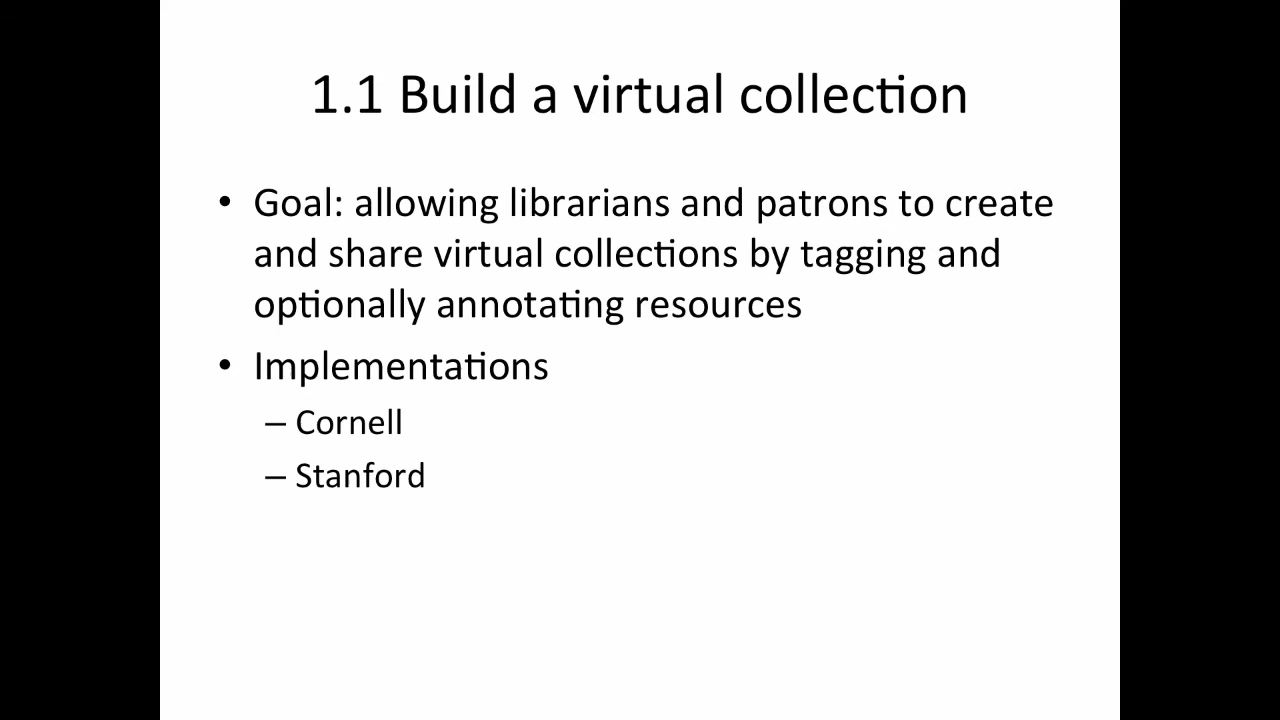 1.1 Build a virtual collection
• Goal: allowing librarians and patrons to create
and share virtual collections by tagging and
optionally annotating resources
• Implementations
– Cornell
– Stanford